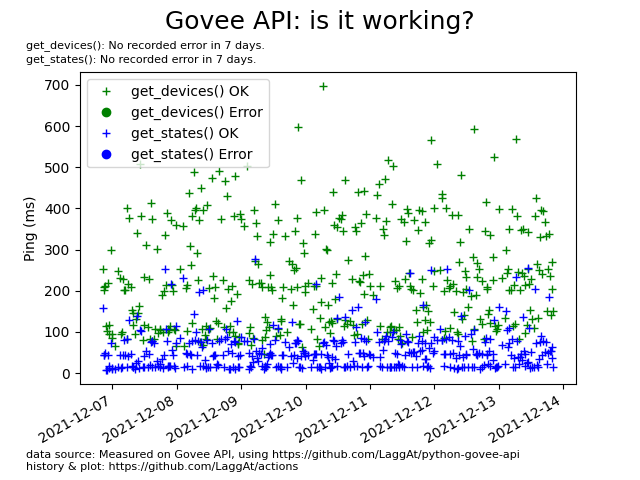 Govee API: is it working?
get_devices(): No recorded error in 7 days.
get_states(): No recorded error in 7 days.
700
600
500
400
300
200
100
0
Ping (ms)
get_devices() OK
get_devices() Error
get_states() OK
get_states() Error
2021-12-07
2021-12-08
2021-12-09
2021-12-10
2021-12-11
2021-12-12
2021-12-13
2021-12-14
data source: Measured on Govee API, using https://github.com/LaggAt/python-govee-api
history & plot: https://github.com/LaggAt/actions